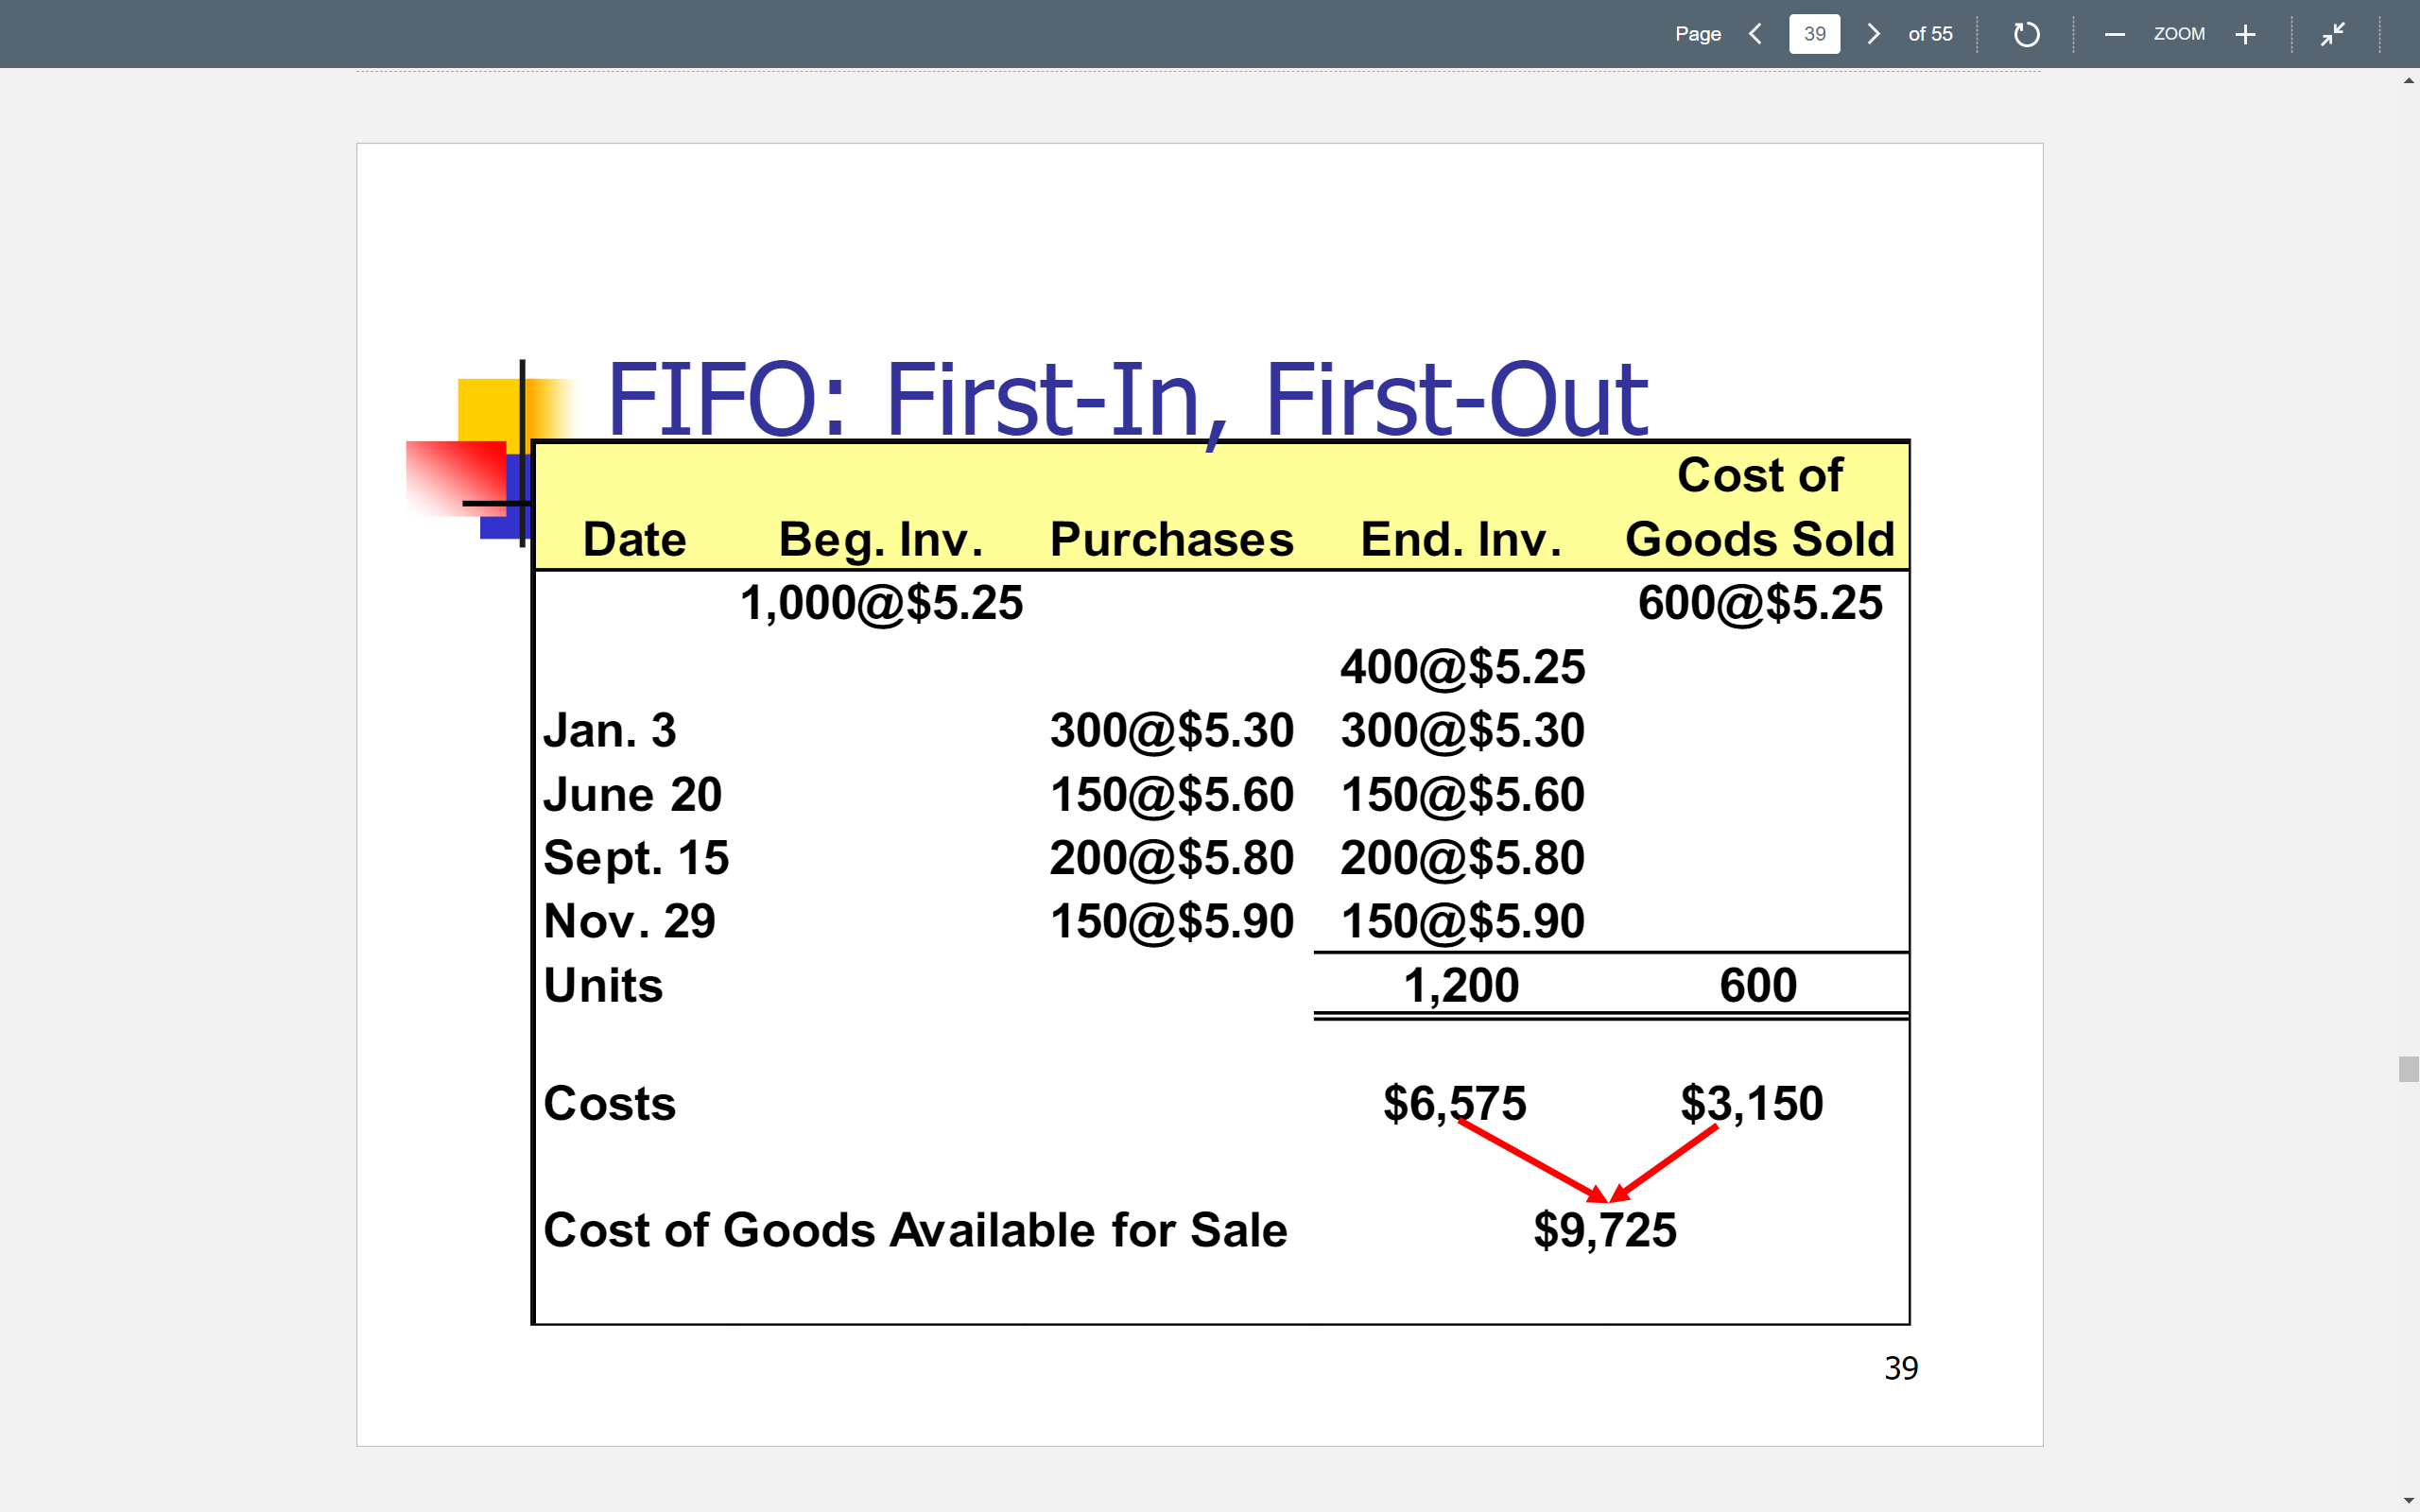 Page 39 of 55 ZOOM
FIFO: First-In, First-Out
Cost of
Date Beg. Inv. Purchases End. Inv. Goods Sold
1,000@$5.25 600@$5.25
400@$5.25
Jan. 3 300@$5.30 300@$5.30
June 20 150@$5.60 150@$5.60
Sept. 15 200@$5.80 200@$5.80
Nov. 29 150@$5.90 150@$5.90
Units 1,200 600
Costs $6,575 $3,150
Cost of Goods Available for Sale $9,725
39